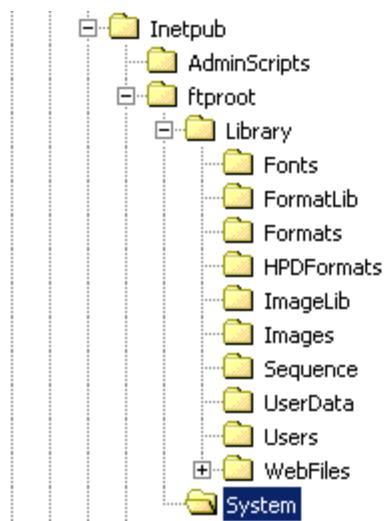 Inetpub
AdminScripts
ftproot
Library
Fonts
FormatLib
Formats
HPDFormats
ImageLib
Images
Sequence
UserData
Users
WebFiles
System